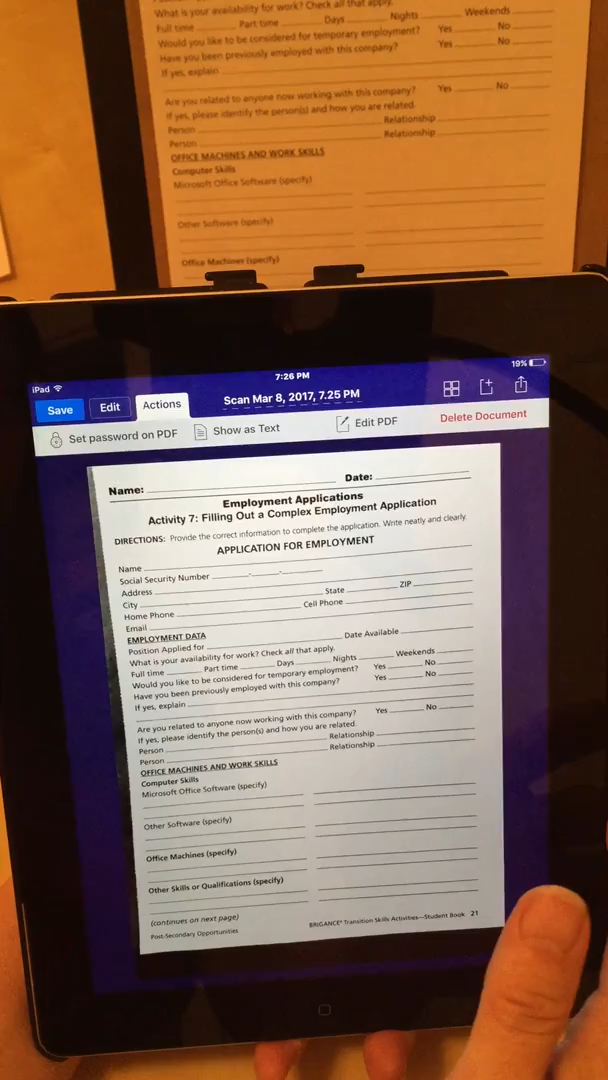 What is your availability for work? Check all that apply.
Full time Part time Days Nights Weekends
Would you like to be considered for temporary employment? Yes No
Have you been previously employed with this company? Yes No
If yes, explain
Are you related to anyone now working with this company? Yes No
If yes, please identify the person(s) and how you are related.
Person Relationship
Person Relationship
OFFICE MACHINES AND WORK SKILLS
Computer Skills
Microsoft Office Software (specify)
Other Software (specify)
Office Machines (specify)
iPad 7:26 PM 19%
Save Edit Actions Scan Mar 8, 2017, 7.25 PM
Set password on PDF Show as Text Edit PDF Delete Document
Name: Date:
Employment Applications
Activity 7: Filling Out a Complex Employment Application
DIRECTIONS: Provide the correct information to complete the application. Write neatly and clearly.
APPLICATION FOR EMPLOYMENT
Name
Social Security Number - -
Address
City State ZIP
Home Phone Cell Phone
Email
EMPLOYMENT DATA
Position Applied for Date Available
What is your availability for work? Check all that apply.
Full time Part time Days Nights Weekends
Would you like to be considered for temporary employment? Yes No
Have you been previously employed with this company? Yes No
If yes, explain
Are you related to anyone now working with this company? Yes No
If yes, please identify the person(s) and how you are related.
Person Relationship
Person Relationship
OFFICE MACHINES AND WORK SKILLS
Computer Skills
Microsoft Office Software (specify)
Other Software (specify)
Office Machines (specify)
Other Skills or Qualifications (specify)
(continues on next page)
Post-Secondary Opportunities BRIGANCE® Transition Skills Activities—Student Book 21